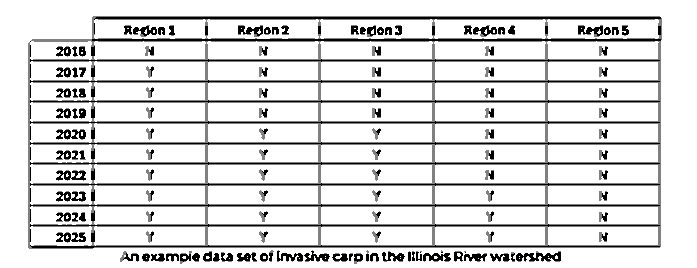 Region 1 Region 2 Region 3 Region 4 Region 5
2016 N N N N N
2017 Y N N N N
2018 Y N N N N
2019 Y N N N N
2020 Y Y Y N N
2021 Y Y Y N N
2022 Y Y Y N N
2023 Y Y Y Y N
2024 Y Y Y Y N
2025 Y Y Y Y N
An example data set of invasive carp in the Illinois River watershed